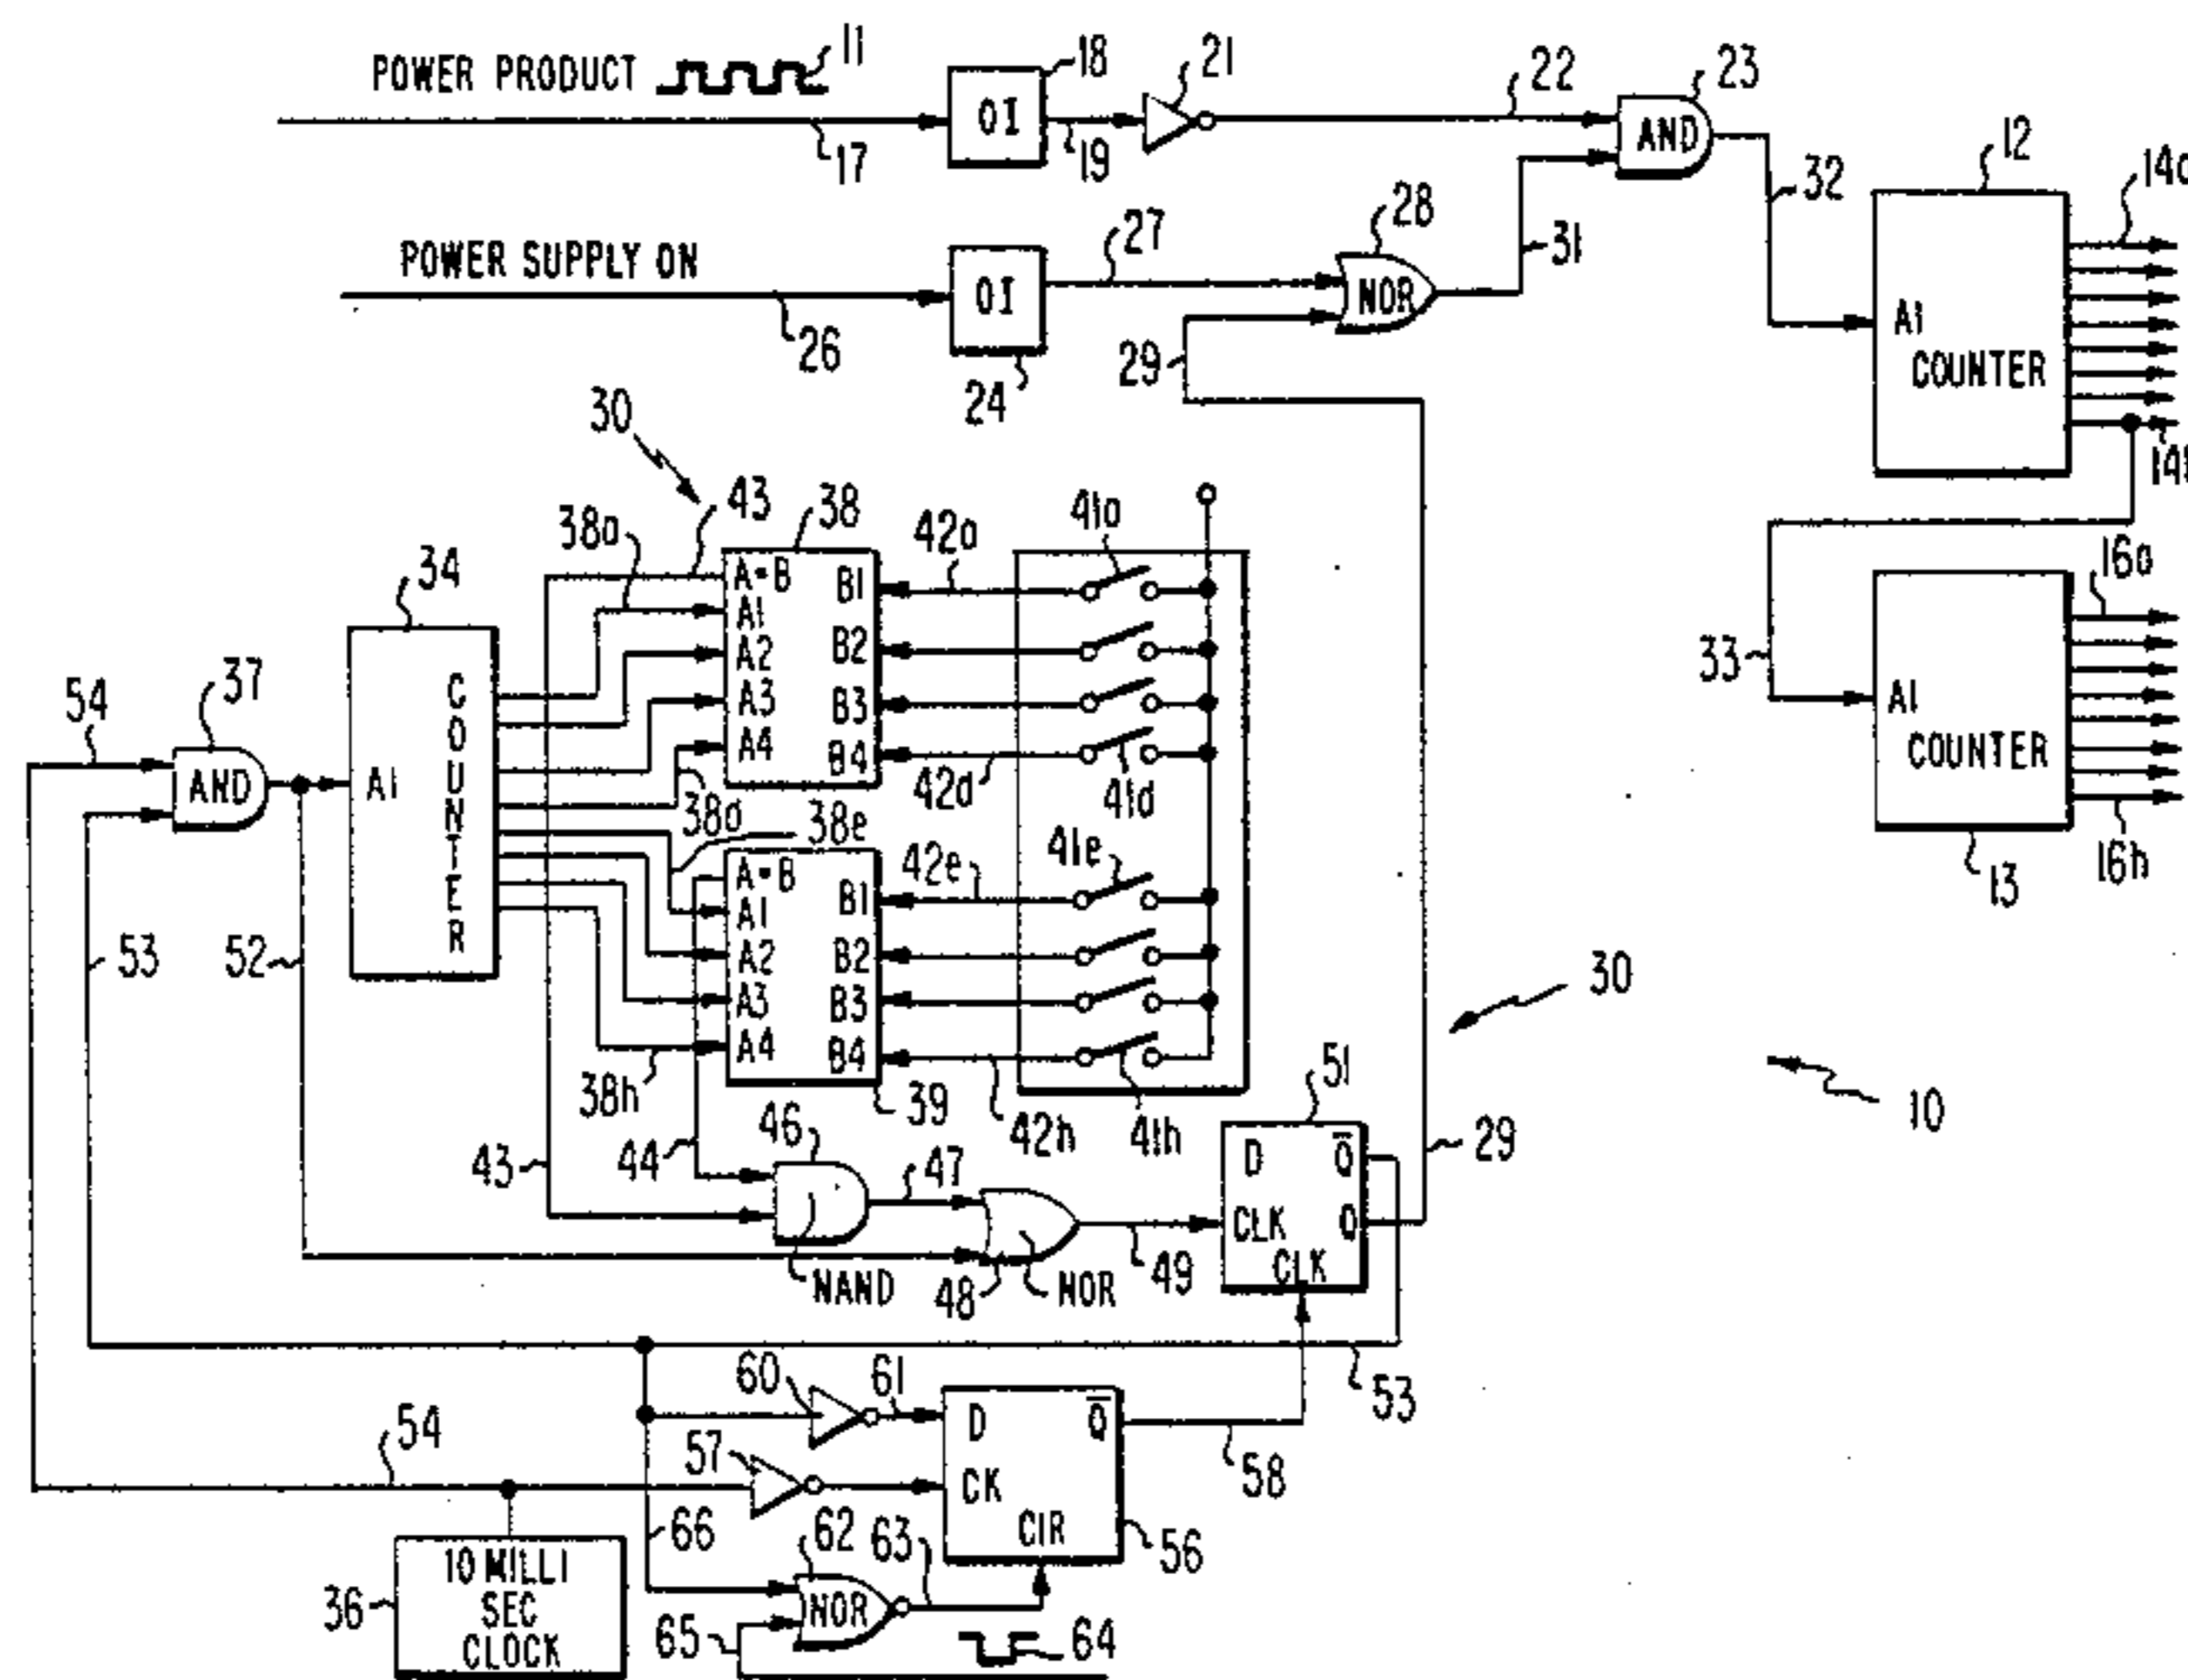 POWER PRODUCT 11
18
21
22
23
OI
AND
17
19
12
14a
32
POWER SUPPLY ON
27
28
31
OI
NOR
26
24
29
A1
COUNTER
14h
30
43
38
42a
41a
38a
34
A=B
B1
16a
A1
A2
B2
33
37
54
C
O
U
N
T
E
R
A3
B3
A1
AND
A1
A4
B4
COUNTER
38d
42d
41d
38e
42e
41e
16h
13
A=B
B1
A1
53
52
A2
B2
30
A3
B3
A4
B4
51
38h
39
42h
41h
10
46
43
44
47
D
Q̅
29
CLK
Q
CLK
NAND
48
NOR
49
60
61
53
54
57
D
Q̅
58
CK
66
62
63
CIR
56
36
10 MILLI
SEC
CLOCK
NOR
65
64